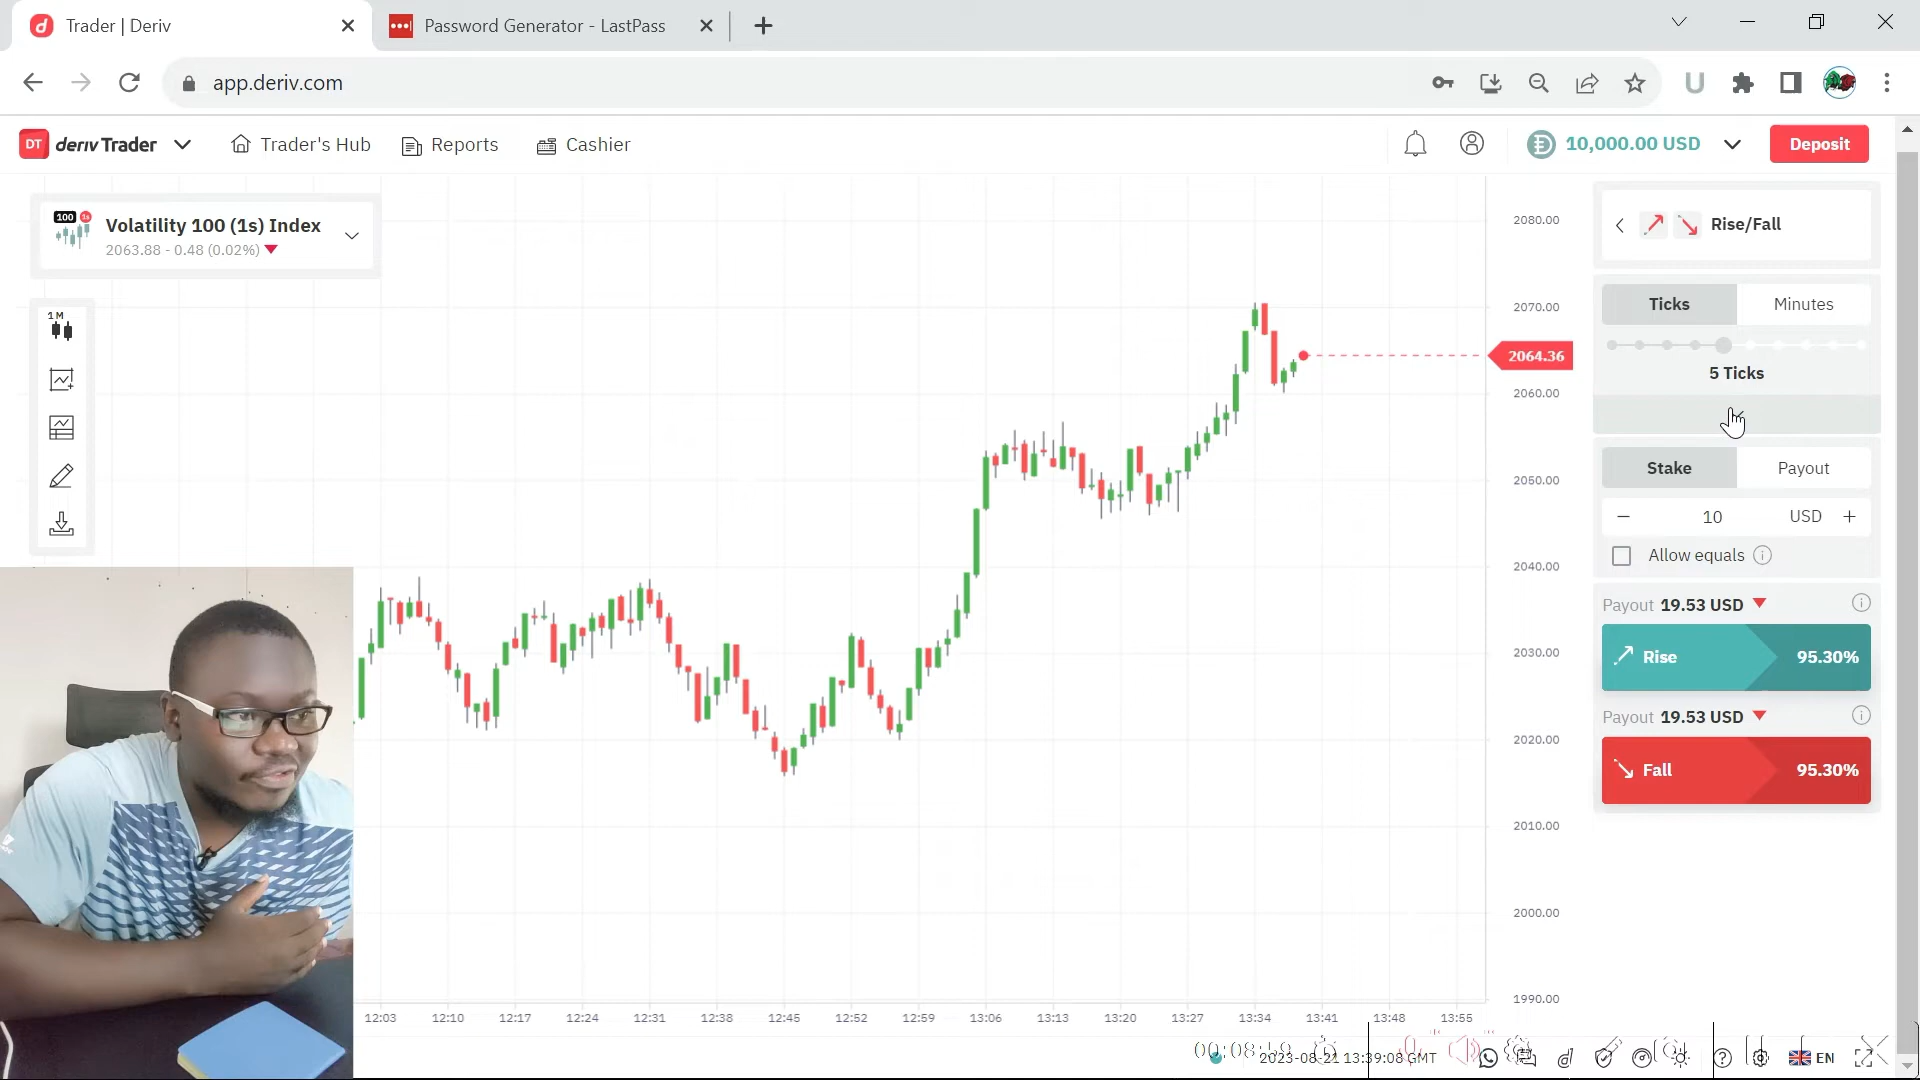 Trader | Deriv
Password Generator - LastPass
app.deriv.com
DT deriv Trader
Trader's Hub
Reports
Cashier
10,000.00 USD
Deposit
100 1s
Volatility 100 (1s) Index
2063.88 - 0.48 (0.02%)
1M
2080.00
2070.00
2064.36
2060.00
2050.00
2040.00
2030.00
2020.00
2010.00
2000.00
1990.00
Rise/Fall
Ticks
Minutes
5 Ticks
Stake
Payout
10
USD
Allow equals
Payout 19.53 USD
Rise
95.30%
Payout 19.53 USD
Fall
95.30%
12:03
12:10
12:17
12:24
12:31
12:38
12:45
12:52
12:59
13:06
13:13
13:20
13:27
13:34
13:41
13:48
13:55
2023-08-21 13:39:08 GMT
EN